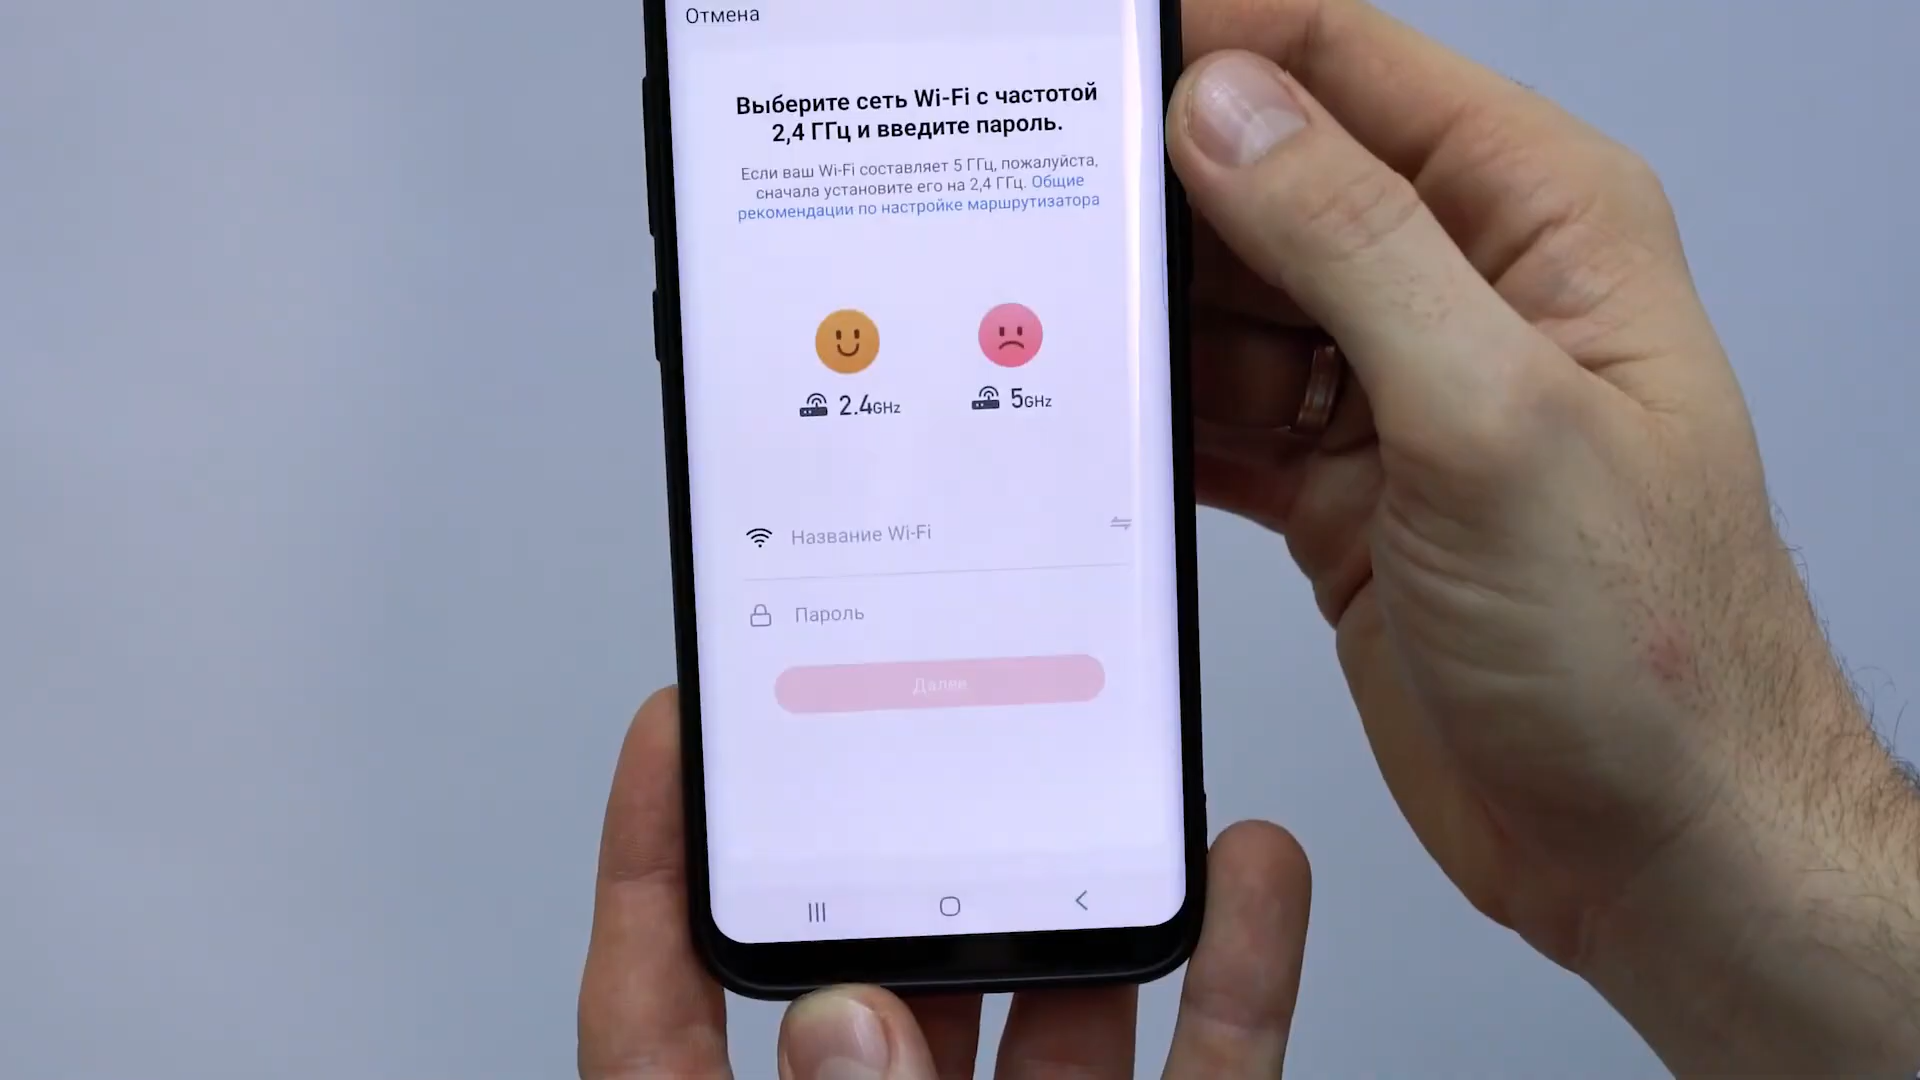 Отмена
Выберите сеть Wi-Fi с частотой
2,4 ГГц и введите пароль.
Если ваш Wi-Fi составляет 5 ГГц, пожалуйста,
сначала установите его на 2,4 ГГц. Общие
рекомендации по настройке маршрутизатора
2.4GHz
5GHz
Название Wi-Fi
Пароль
Далее